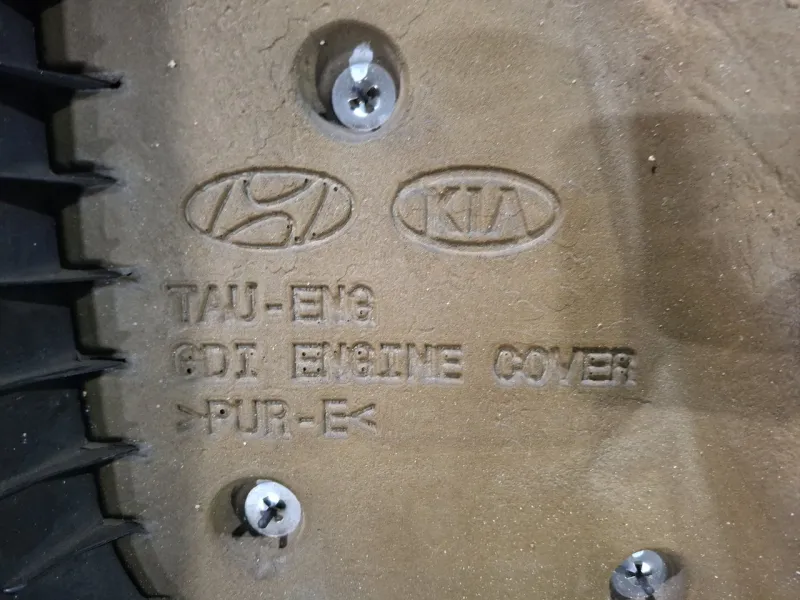 KIA
TAU-ENG
GDI ENGINE COVER
>PUR-E<